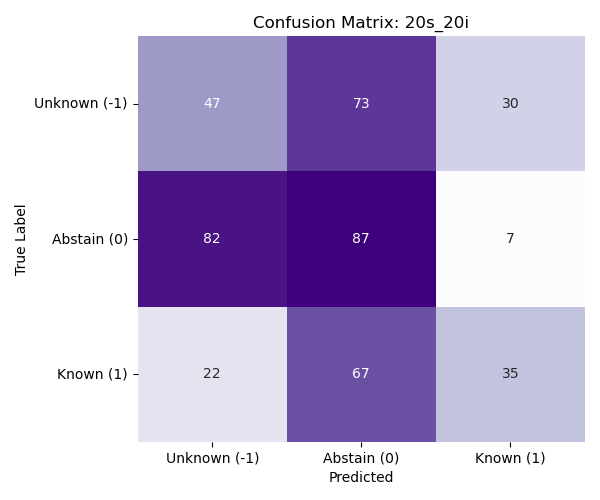 Confusion Matrix: 20s_20i
True Label
Unknown (-1) 47 73 30
Abstain (0) 82 87 7
Known (1) 22 67 35
Unknown (-1) Abstain (0) Known (1)
Predicted